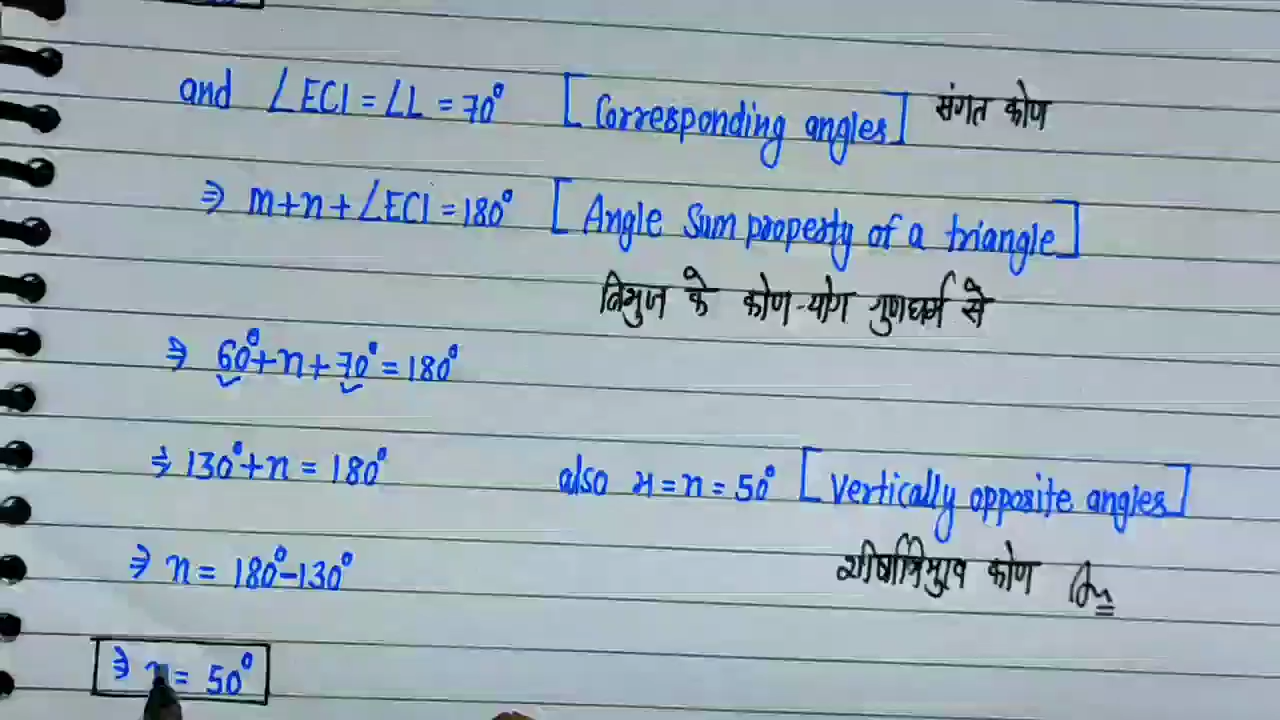 and ∠ECI = ∠L = 70° [Corresponding angles] संगत कोण
⇒ m+n+∠ECI = 180° [Angle Sum property of a triangle]
त्रिभुज के कोण-योग गुणधर्म से
⇒ 60°+n+70° = 180°
⇒ 130°+n = 180°
also x = n = 50° [Vertically opposite angles]
⇒ n = 180°-130°
शीर्षाभिमुख कोण
⇒ n = 50°